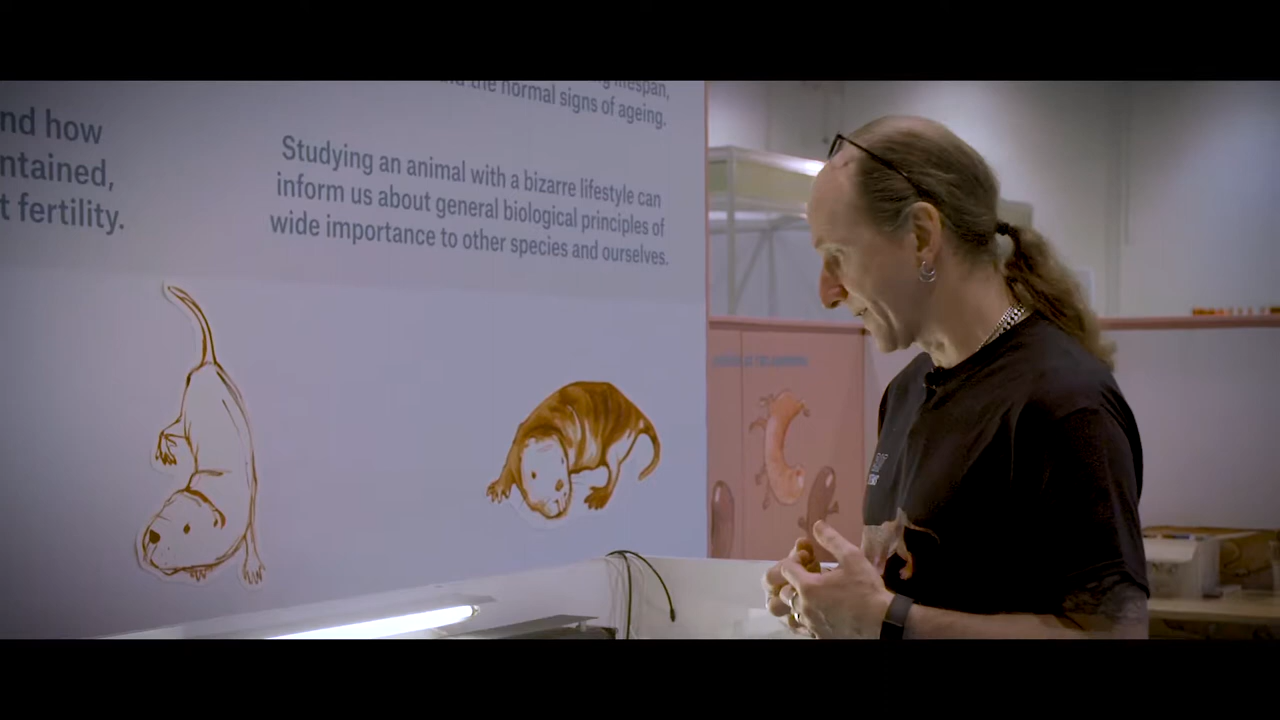 nd how
ntained,
t fertility.
lifespan,
the normal signs of ageing.
Studying an animal with a bizarre lifestyle can
inform us about general biological principles of
wide importance to other species and ourselves.